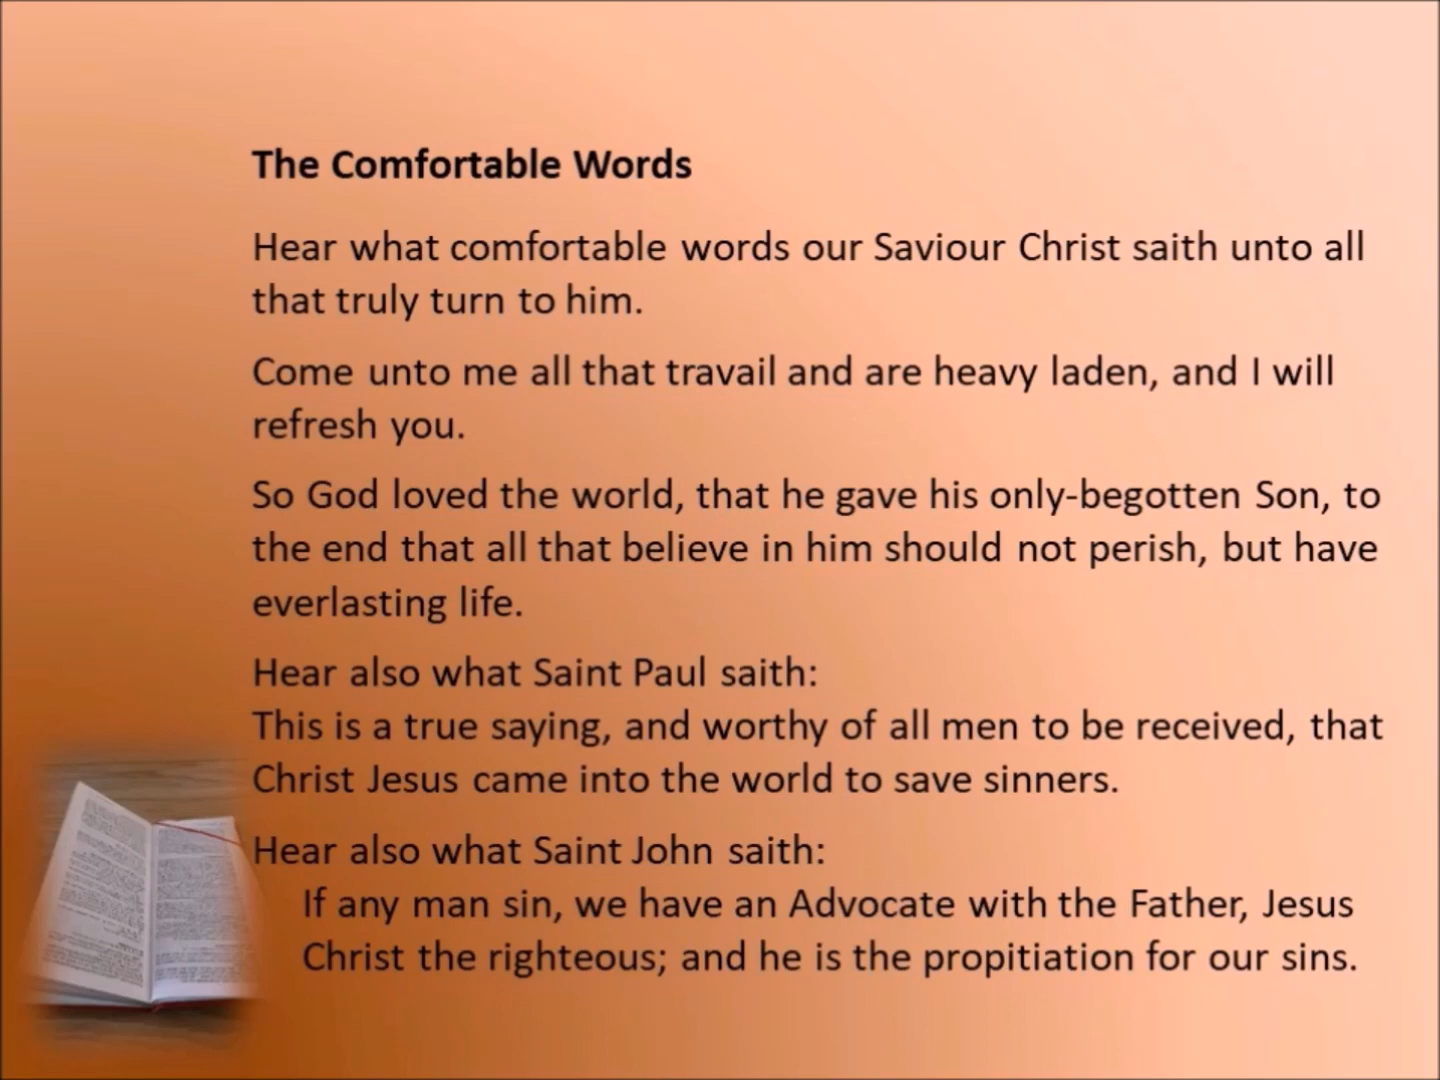 The Comfortable Words
Hear what comfortable words our Saviour Christ saith unto all
that truly turn to him.
Come unto me all that travail and are heavy laden, and I will
refresh you.
So God loved the world, that he gave his only-begotten Son, to
the end that all that believe in him should not perish, but have
everlasting life.
Hear also what Saint Paul saith:
This is a true saying, and worthy of all men to be received, that
Christ Jesus came into the world to save sinners.
Hear also what Saint John saith:
If any man sin, we have an Advocate with the Father, Jesus
Christ the righteous; and he is the propitiation for our sins.